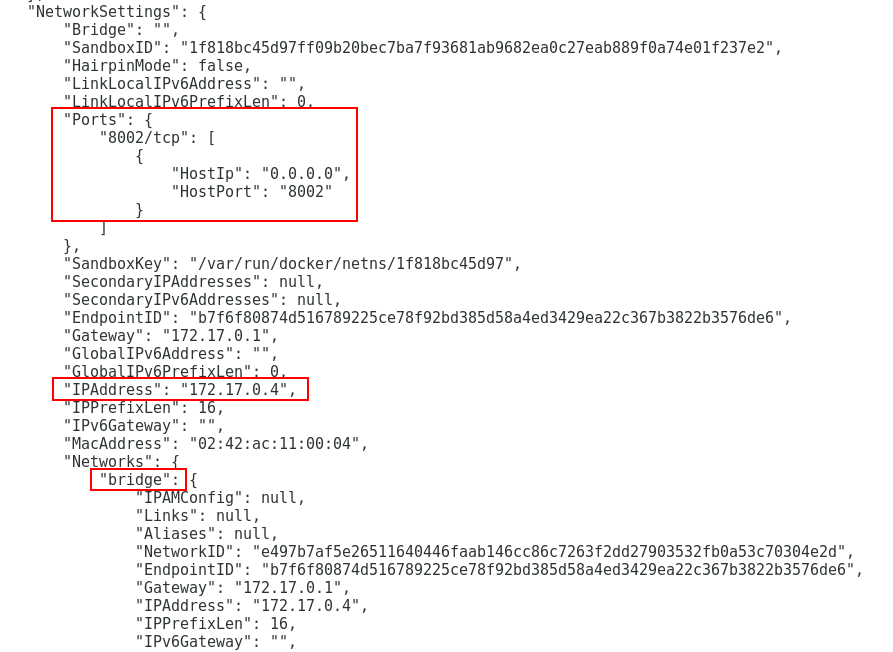 "NetworkSettings": {
"Bridge": "",
"SandboxID": "1f818bc45d97ff09b20bec7ba7f93681ab9682ea0c27eab889f0a74e01f237e2",
"HairpinMode": false,
"LinkLocalIPv6Address": "",
"LinkLocalIPv6PrefixLen": 0,
"Ports": {
"8002/tcp": [
{
"HostIp": "0.0.0.0",
"HostPort": "8002"
}
]
},
"SandboxKey": "/var/run/docker/netns/1f818bc45d97",
"SecondaryIPAddresses": null,
"SecondaryIPv6Addresses": null,
"EndpointID": "b7f6f80874d516789225ce78f92bd385d58a4ed3429ea22c367b3822b3576de6",
"Gateway": "172.17.0.1",
"GlobalIPv6Address": "",
"GlobalIPv6PrefixLen": 0,
"IPAddress": "172.17.0.4",
"IPPrefixLen": 16,
"IPv6Gateway": "",
"MacAddress": "02:42:ac:11:00:04",
"Networks": {
"bridge": {
"IPAMConfig": null,
"Links": null,
"Aliases": null,
"NetworkID": "e497b7af5e26511640446faab146cc86c7263f2dd27903532fb0a53c70304e2d",
"EndpointID": "b7f6f80874d516789225ce78f92bd385d58a4ed3429ea22c367b3822b3576de6",
"Gateway": "172.17.0.1",
"IPAddress": "172.17.0.4",
"IPPrefixLen": 16,
"IPv6Gateway": "",